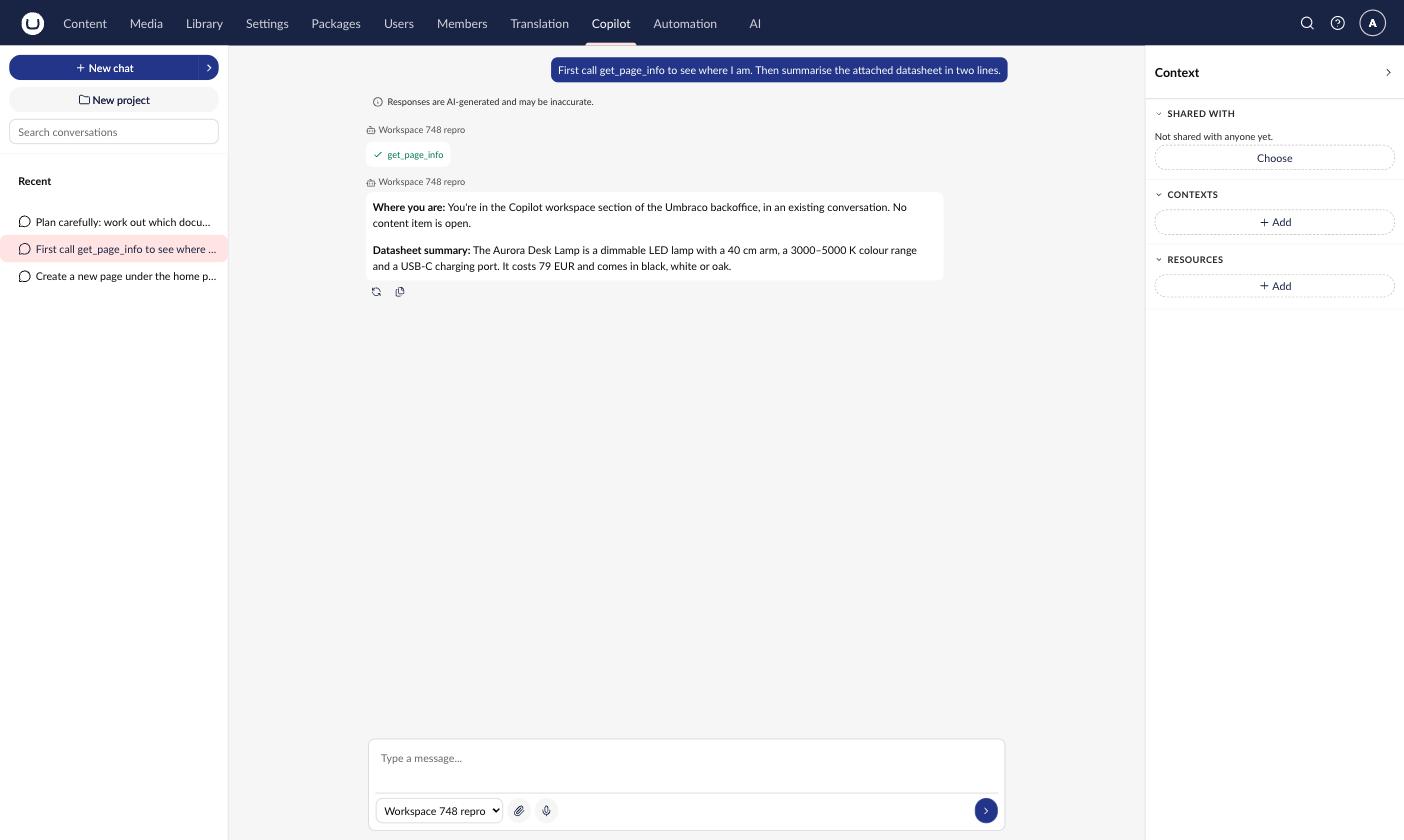 Content Media Library Settings Packages Users Members Translation Copilot Automation AI
A
+ New chat
New project
Search conversations
Recent
Plan carefully: work out which docu...
First call get_page_info to see where ...
Create a new page under the home p...
First call get_page_info to see where I am. Then summarise the attached datasheet in two lines.
Responses are AI-generated and may be inaccurate.
Workspace 748 repro
get_page_info
Workspace 748 repro
Where you are: You're in the Copilot workspace section of the Umbraco backoffice, in an existing conversation. No
content item is open.
Datasheet summary: The Aurora Desk Lamp is a dimmable LED lamp with a 40 cm arm, a 3000–5000 K colour range
and a USB-C charging port. It costs 79 EUR and comes in black, white or oak.
Type a message...
Workspace 748 repro
Context
SHARED WITH
Not shared with anyone yet.
Choose
CONTEXTS
+ Add
RESOURCES
+ Add